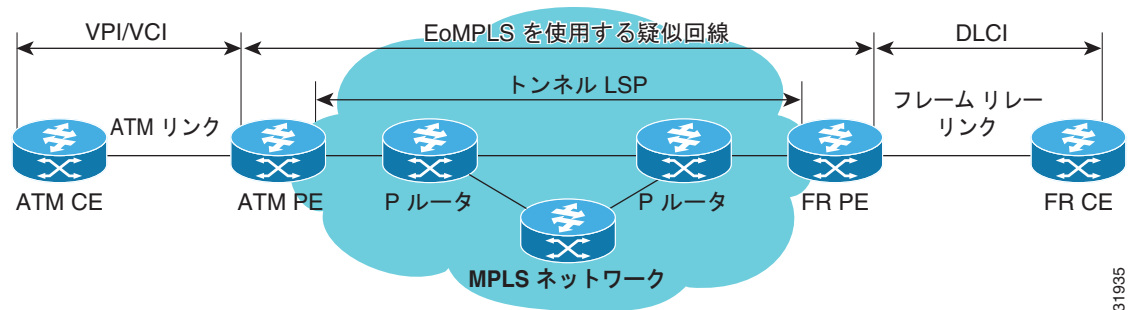 VPI/VCI
EoMPLS を使用する疑似回線
DLCI
トンネル LSP
ATM リンク
フレーム リレー
リンク
ATM CE
ATM PE
P ルータ
P ルータ
FR PE
FR CE
MPLS ネットワーク
31935